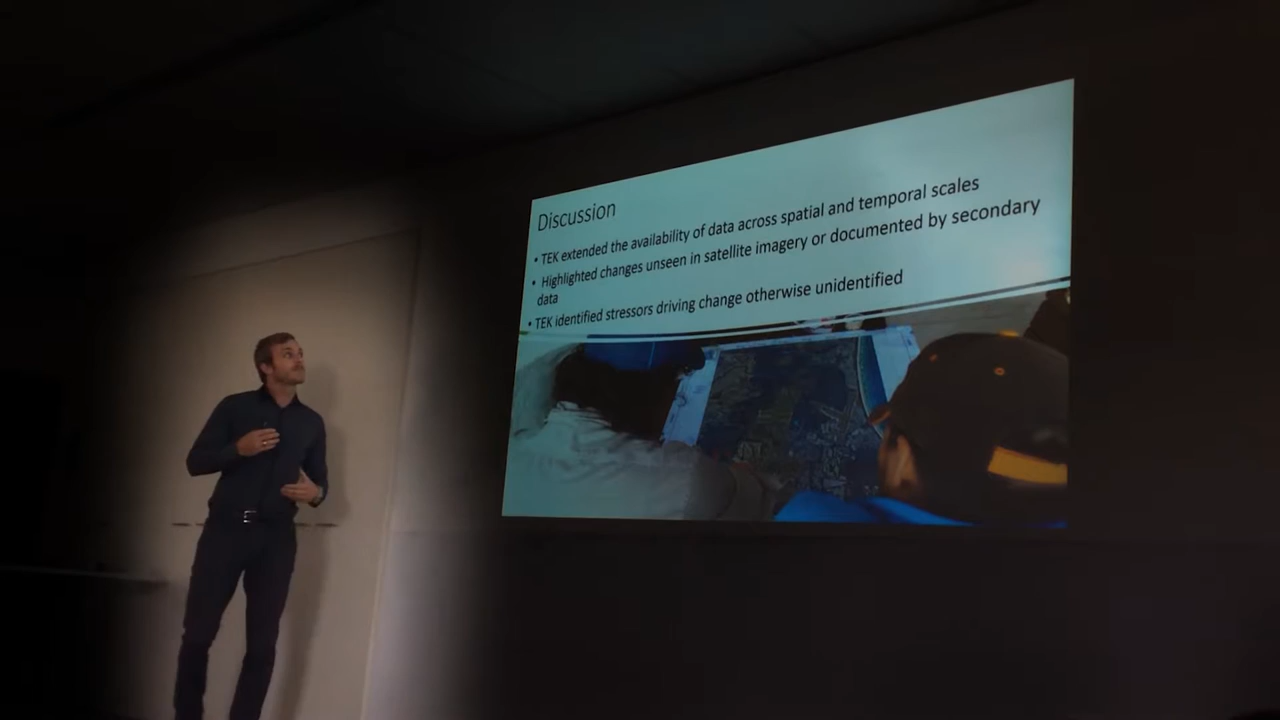 Discussion
• TEK extended the availability of data across spatial and temporal scales
• Highlighted changes unseen in satellite imagery or documented by secondary
data
• TEK identified stressors driving change otherwise unidentified